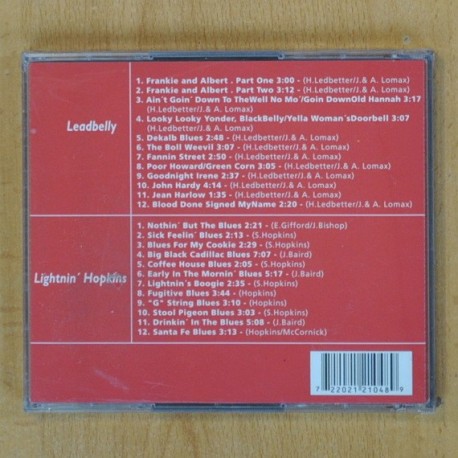 Leadbelly
1. Frankie and Albert . Part One 3:00 - (H.Ledbetter/J.& A. Lomax)
2. Frankie and Albert . Part Two 3:12 - (H.Ledbetter/J.& A. Lomax)
3. Ain´t Goin´ Down To TheWell No Mo´/Goin DownOld Hannah 3:17
(H.Ledbetter/J.& A. Lomax)
4. Looky Looky Yonder, BlackBelly/Yella Woman´sDoorbell 3:07
(H.Ledbetter/J.& A. Lomax)
5. Dekalb Blues 2:48 - (H.Ledbetter/J.& A. Lomax)
6. The Boll Weevil 3:07 - (H.Ledbetter/J.& A. Lomax)
7. Fannin Street 2:50 - (H.Ledbetter/J.& A. Lomax)
8. Poor Howard/Green Corn 3:05 - (H.Ledbetter/J.& A. Lomax)
9. Goodnight Irene 2:37 - (H.Ledbetter/J.& A. Lomax)
10. John Hardy 4:14 - (H.Ledbetter/J.& A. Lomax)
11. Jean Harlow 1:35 - (H.Ledbetter/J.& A. Lomax)
12. Blood Done Signed MyName 2:20 - (H.Ledbetter/J.& A. Lomax)
Lightnin´ Hopkins
1. Nothin´ But The Blues 2:21 - (E.Gifford/J.Bishop)
2. Sick Feelin´ Blues 2:13 - (S.Hopkins)
3. Blues For My Cookie 2:29 - (S.Hopkins)
4. Big Black Cadillac Blues 7:07 - (J.Baird)
5. Coffee House Blues 2:05 - (S.Hopkins)
6. Early In The Mornin´ Blues 5:17 - (J.Baird)
7. Lightnin´s Boogie 2:35 - (S.Hopkins)
8. Fugitive Blues 3:44 - (Hopkins)
9. "G" String Blues 3:10 - (Hopkins)
10. Stool Pigeon Blues 3:03 - (S.Hopkins)
11. Drinkin´ In The Blues 5:08 - (J.Baird)
12. Santa Fe Blues 3:13 - (Hopkins/McCornick)
7 22021 21048 9